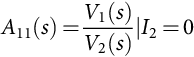 A₁₁(s) = V₁(s)/V₂(s) | I₂ = 0